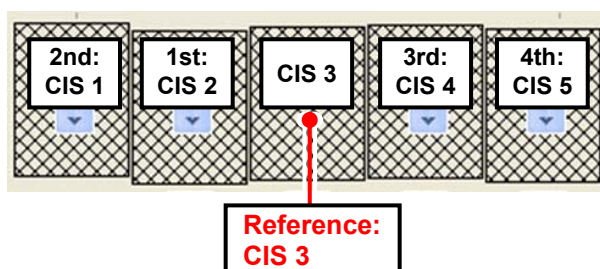 2nd:
CIS 1
1st:
CIS 2
CIS 3
3rd:
CIS 4
4th:
CIS 5
Reference:
CIS 3